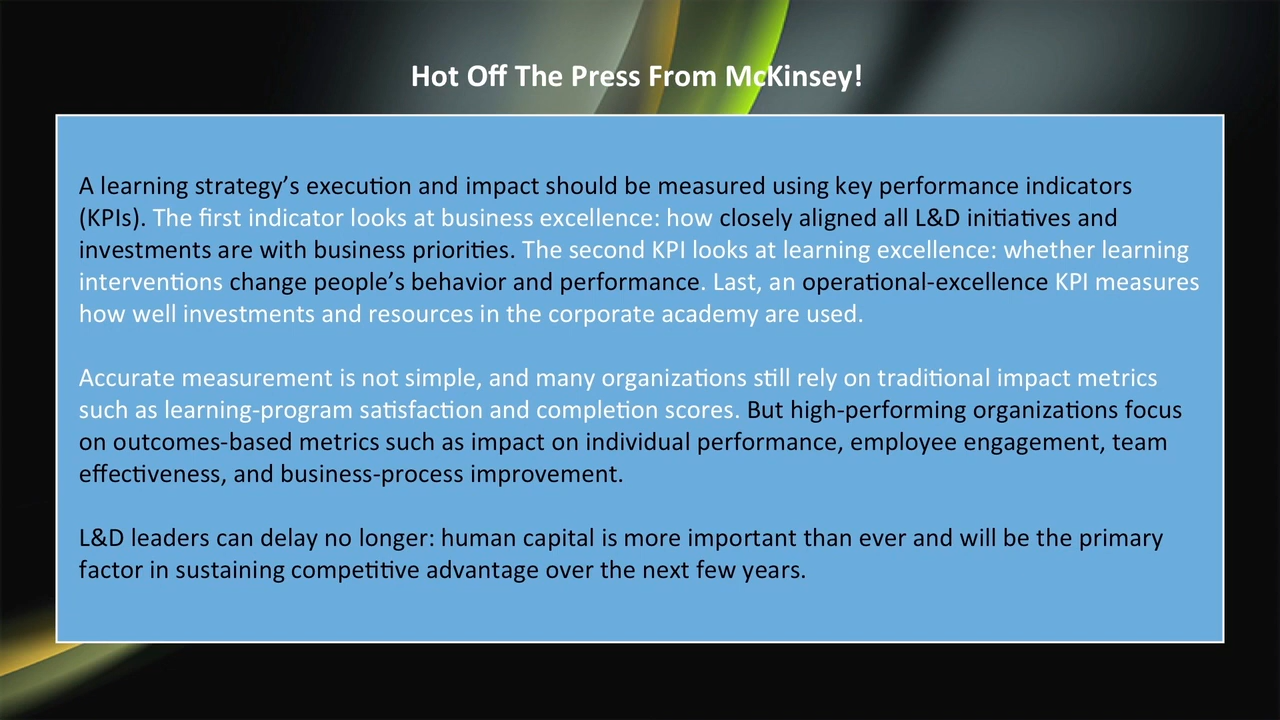 Hot Off The Press From McKinsey!
A learning strategy’s execution and impact should be measured using key performance indicators
(KPIs). The first indicator looks at business excellence: how closely aligned all L&D initiatives and
investments are with business priorities. The second KPI looks at learning excellence: whether learning
interventions change people’s behavior and performance. Last, an operational-excellence KPI measures
how well investments and resources in the corporate academy are used.
Accurate measurement is not simple, and many organizations still rely on traditional impact metrics
such as learning-program satisfaction and completion scores. But high-performing organizations focus
on outcomes-based metrics such as impact on individual performance, employee engagement, team
effectiveness, and business-process improvement.
L&D leaders can delay no longer: human capital is more important than ever and will be the primary
factor in sustaining competitive advantage over the next few years.